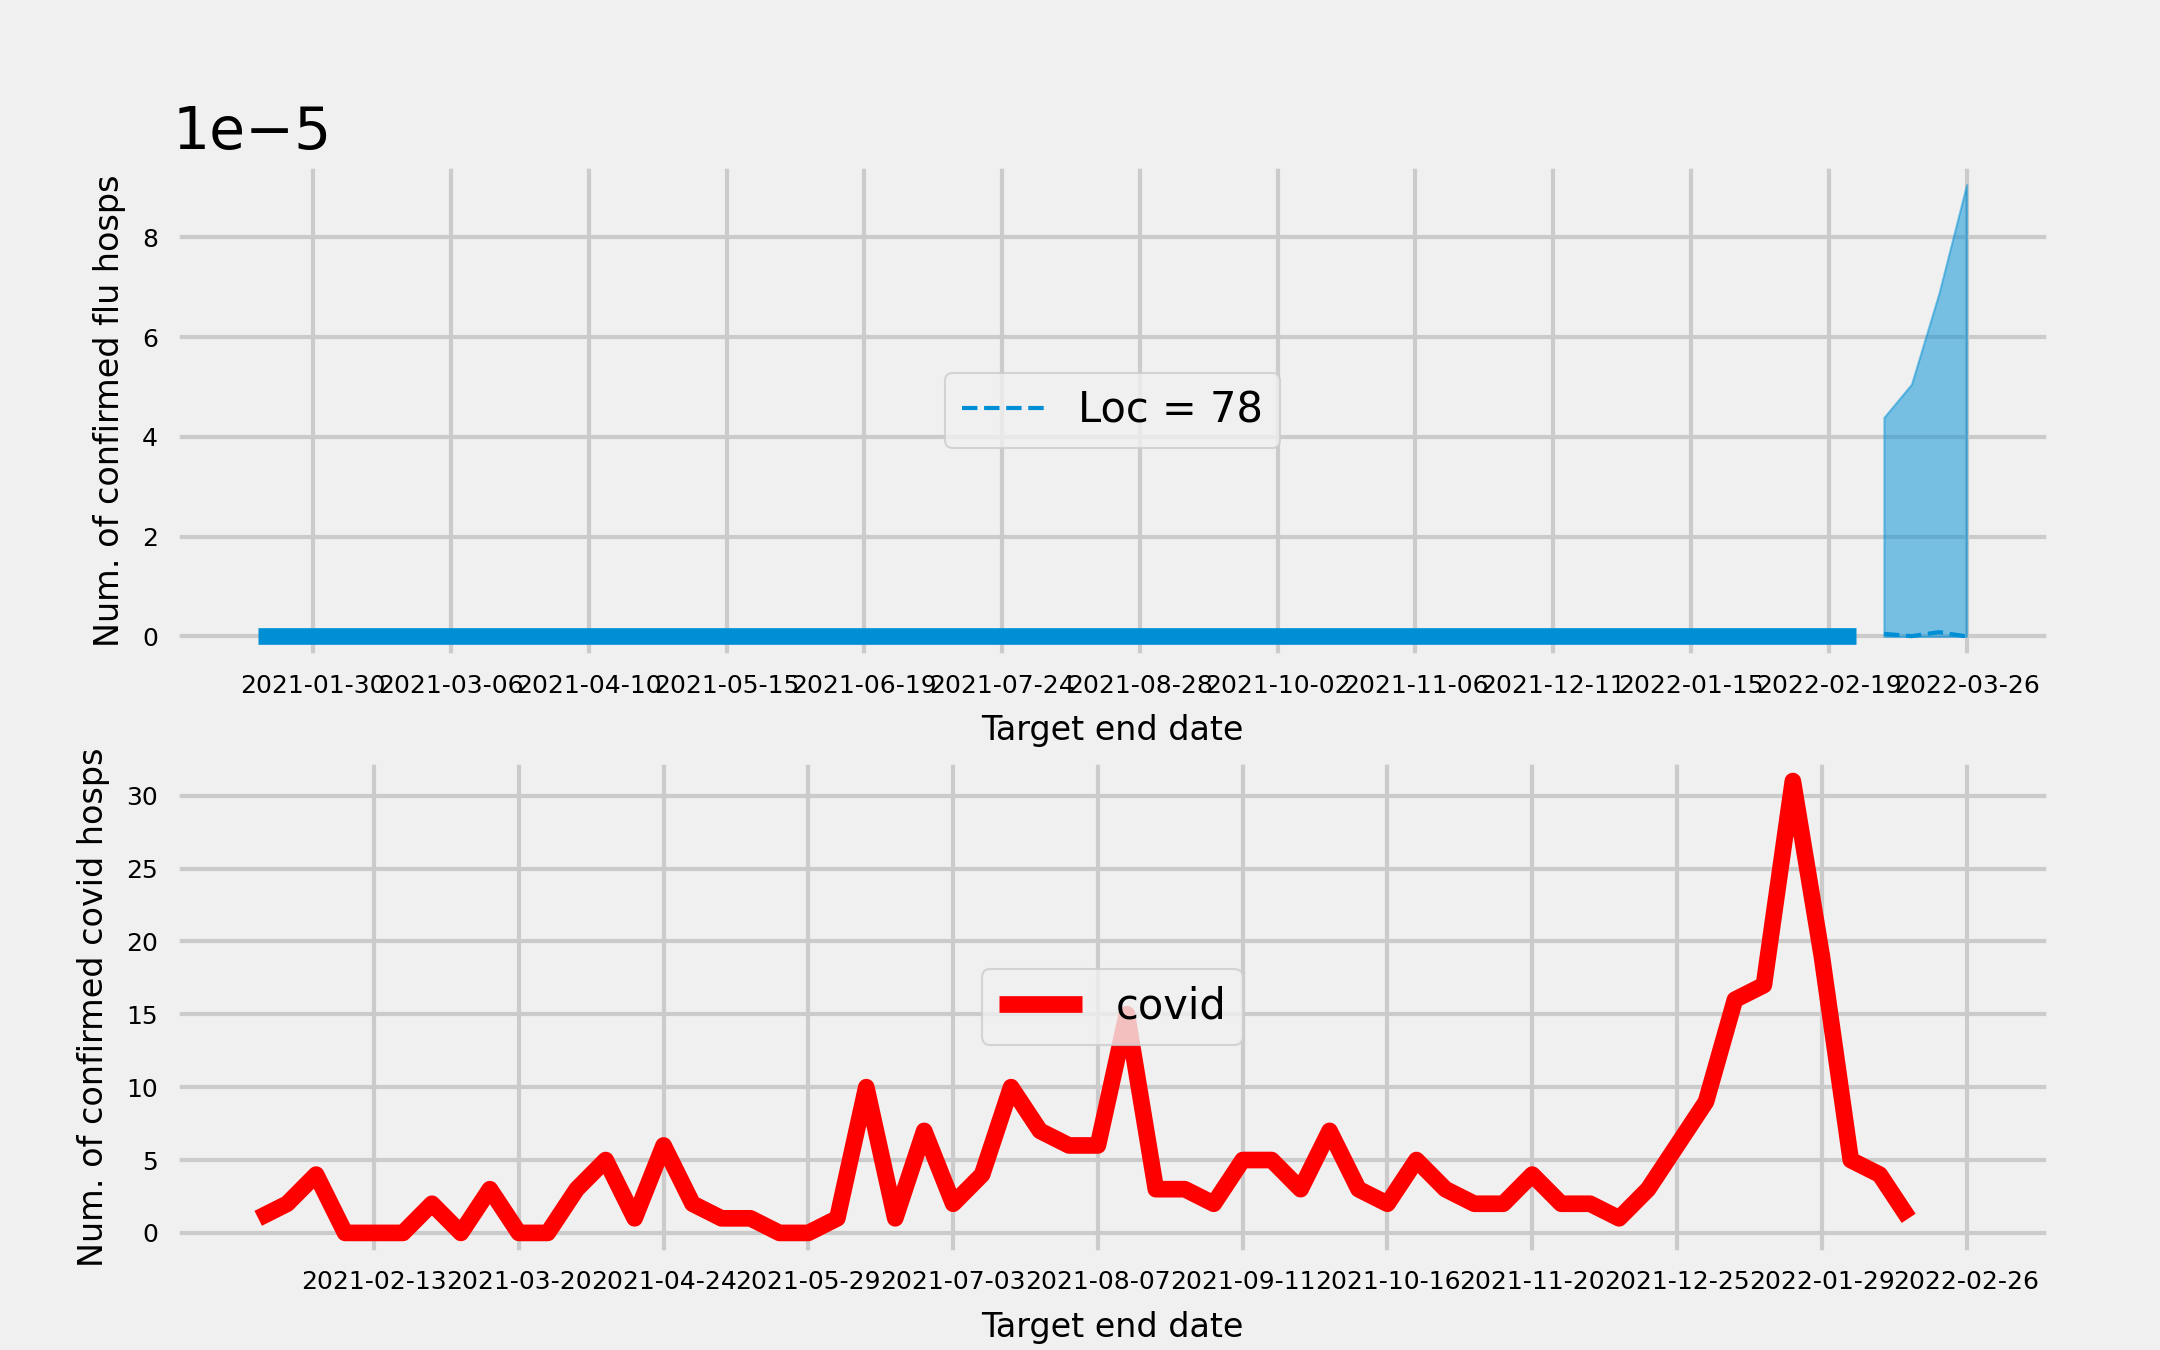 1e−5
Num. of confirmed flu hosps
8
6
4
2
0
Loc = 78
2021-01-30 2021-03-06 2021-04-10 2021-05-15 2021-06-19 2021-07-24 2021-08-28 2021-10-02 2021-11-06 2021-12-11 2022-01-15 2022-02-19 2022-03-26
Target end date
Num. of confirmed covid hosps
30
25
20
15
10
5
0
covid
2021-02-13 2021-03-20 2021-04-24 2021-05-29 2021-07-03 2021-08-07 2021-09-11 2021-10-16 2021-11-20 2021-12-25 2022-01-29 2022-02-26
Target end date